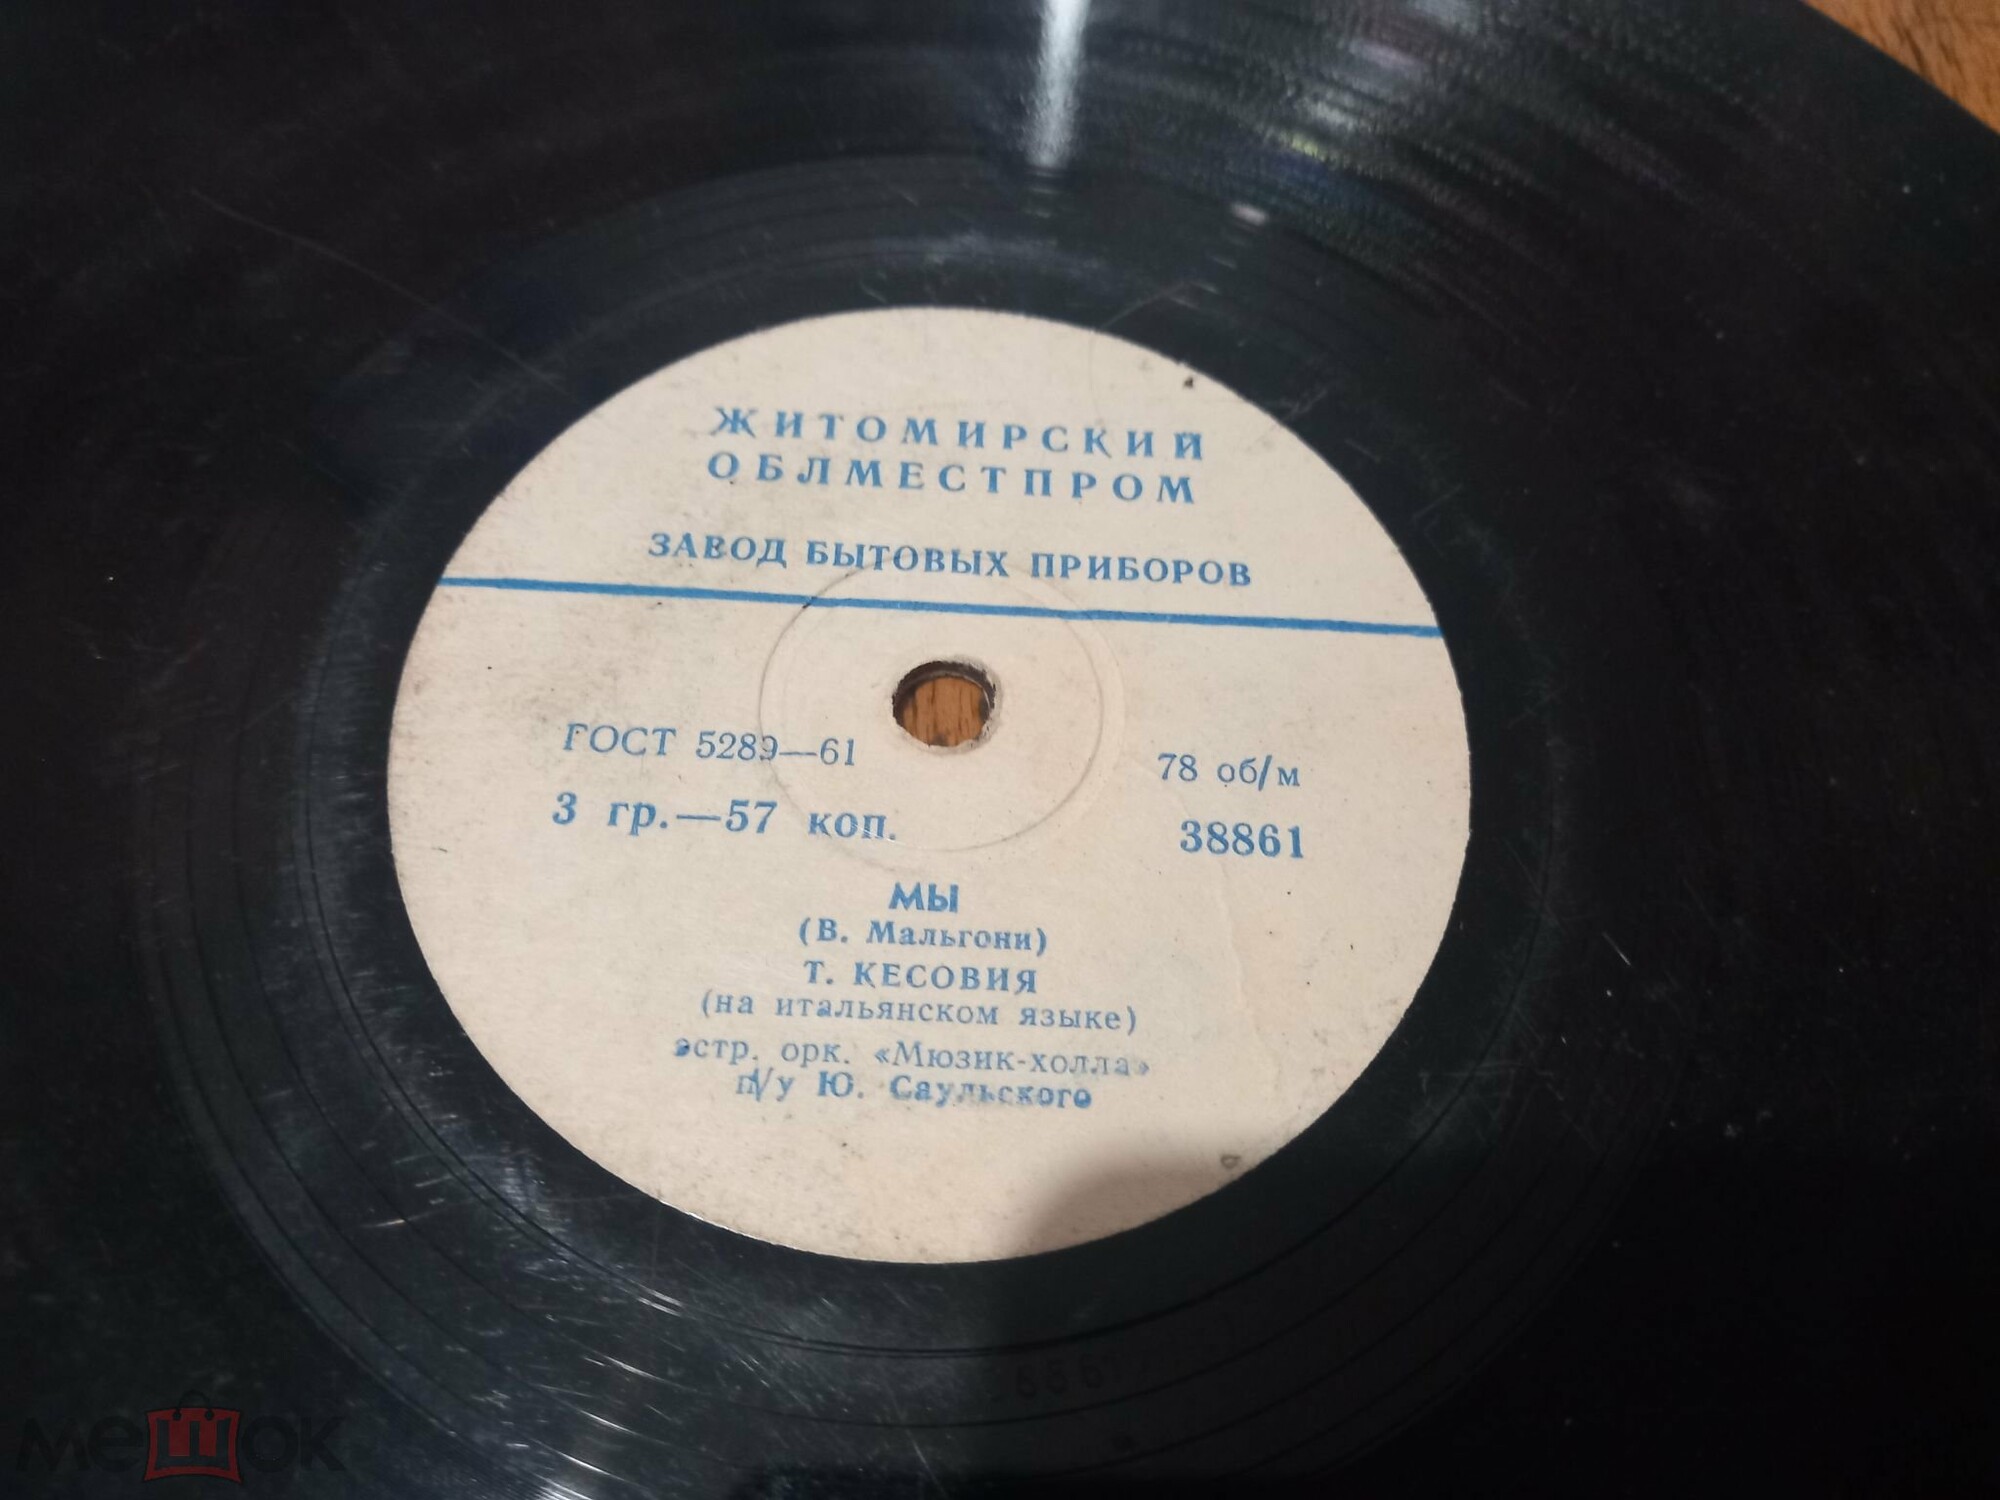 ЖИТОМИРСКИЙ
ОБЛМЕСТПРОМ
ЗАВОД БЫТОВЫХ ПРИБОРОВ
ГОСТ 5289—61
78 об/м
3 гр.—57 коп.
38861
МЫ
(В. Мальгони)
Т. КЕСОВИЯ
(на итальянском языке)
эстр. орк. «Мюзик-холла»
п/у Ю. Саульского
мешок